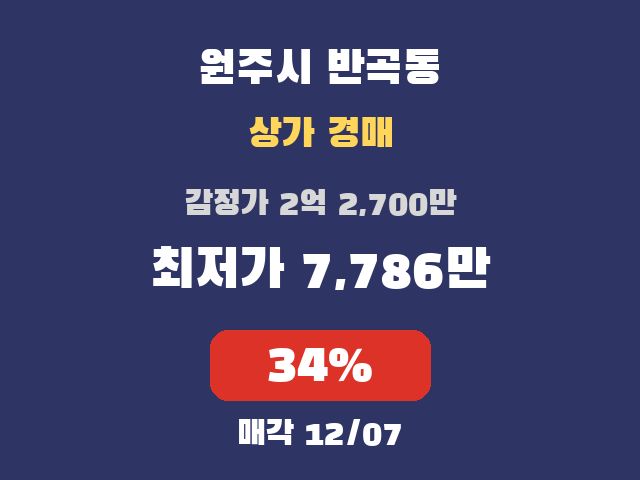 원주시 반곡동
상가 경매
감정가 2억 2,700만
최저가 7,786만
34%
매각 12/07